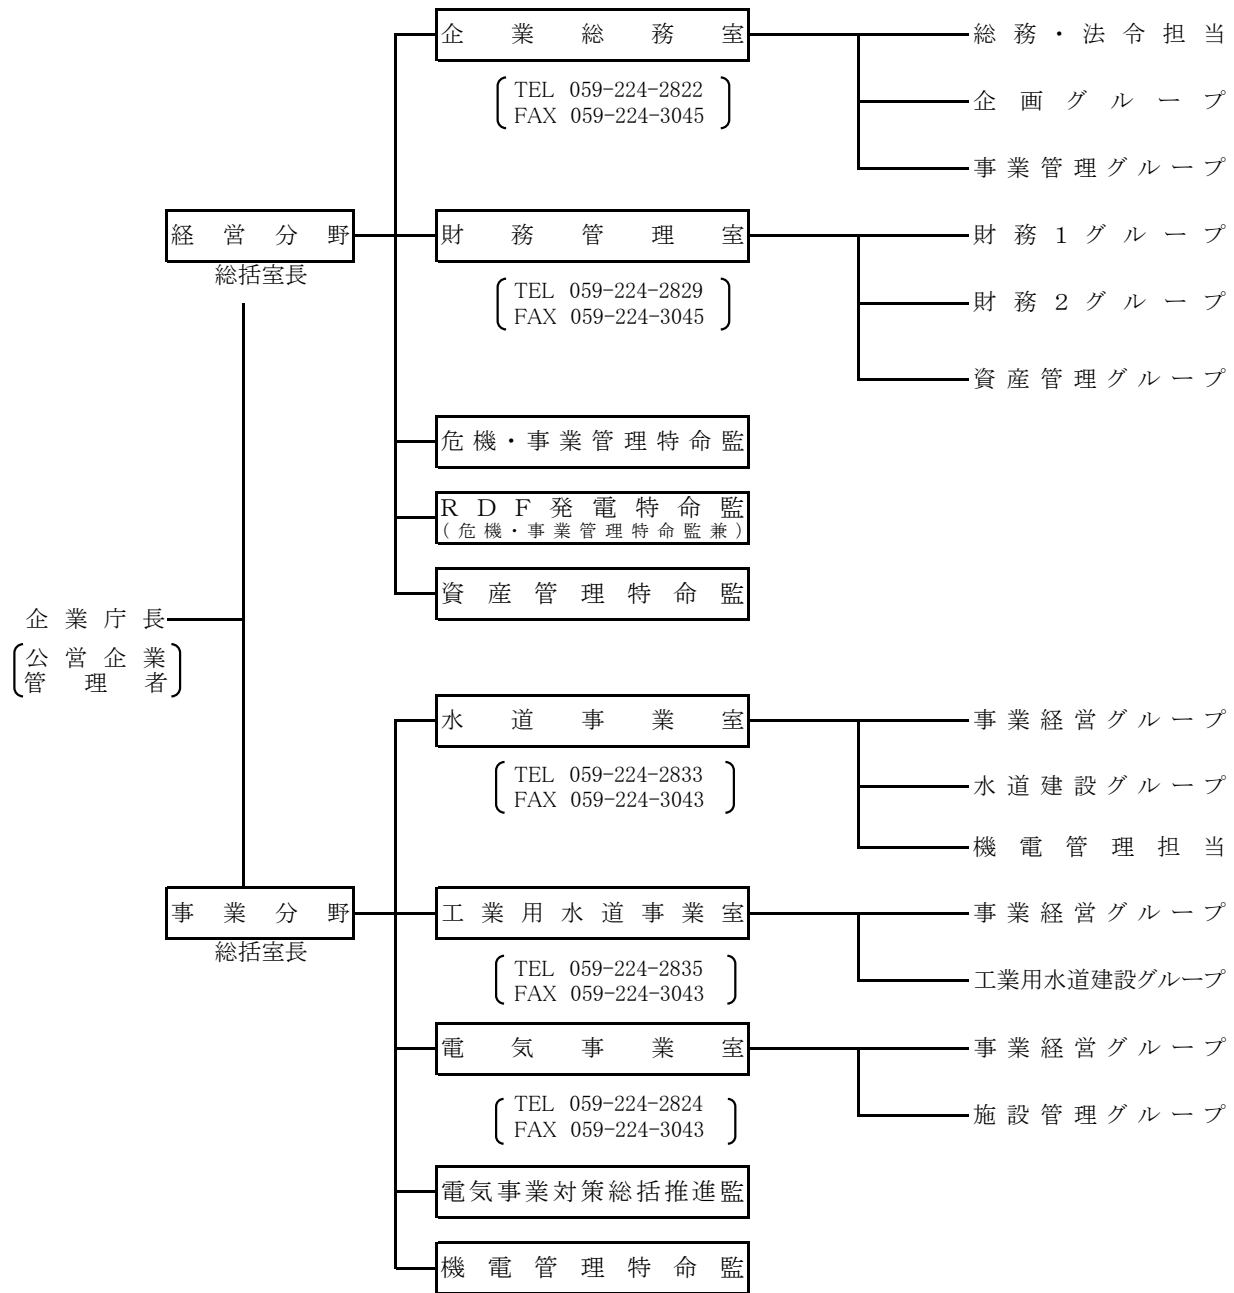 企業総務室
TEL 059-224-2822
FAX 059-224-3045
総務・法令担当
企画グループ
事業管理グループ
経営分野
総括室長
財務管理室
TEL 059-224-2829
FAX 059-224-3045
財務1グループ
財務2グループ
資産管理グループ
危機・事業管理特命監
RDF発電特命監
(危機・事業管理特命監兼)
資産管理特命監
企業庁長
公営企業
管理者
水道事業室
TEL 059-224-2833
FAX 059-224-3043
事業経営グループ
水道建設グループ
機電管理担当
事業分野
総括室長
工業用水道事業室
TEL 059-224-2835
FAX 059-224-3043
事業経営グループ
工業用水道建設グループ
電気事業室
TEL 059-224-2824
FAX 059-224-3043
事業経営グループ
施設管理グループ
電気事業対策総括推進監
機電管理特命監